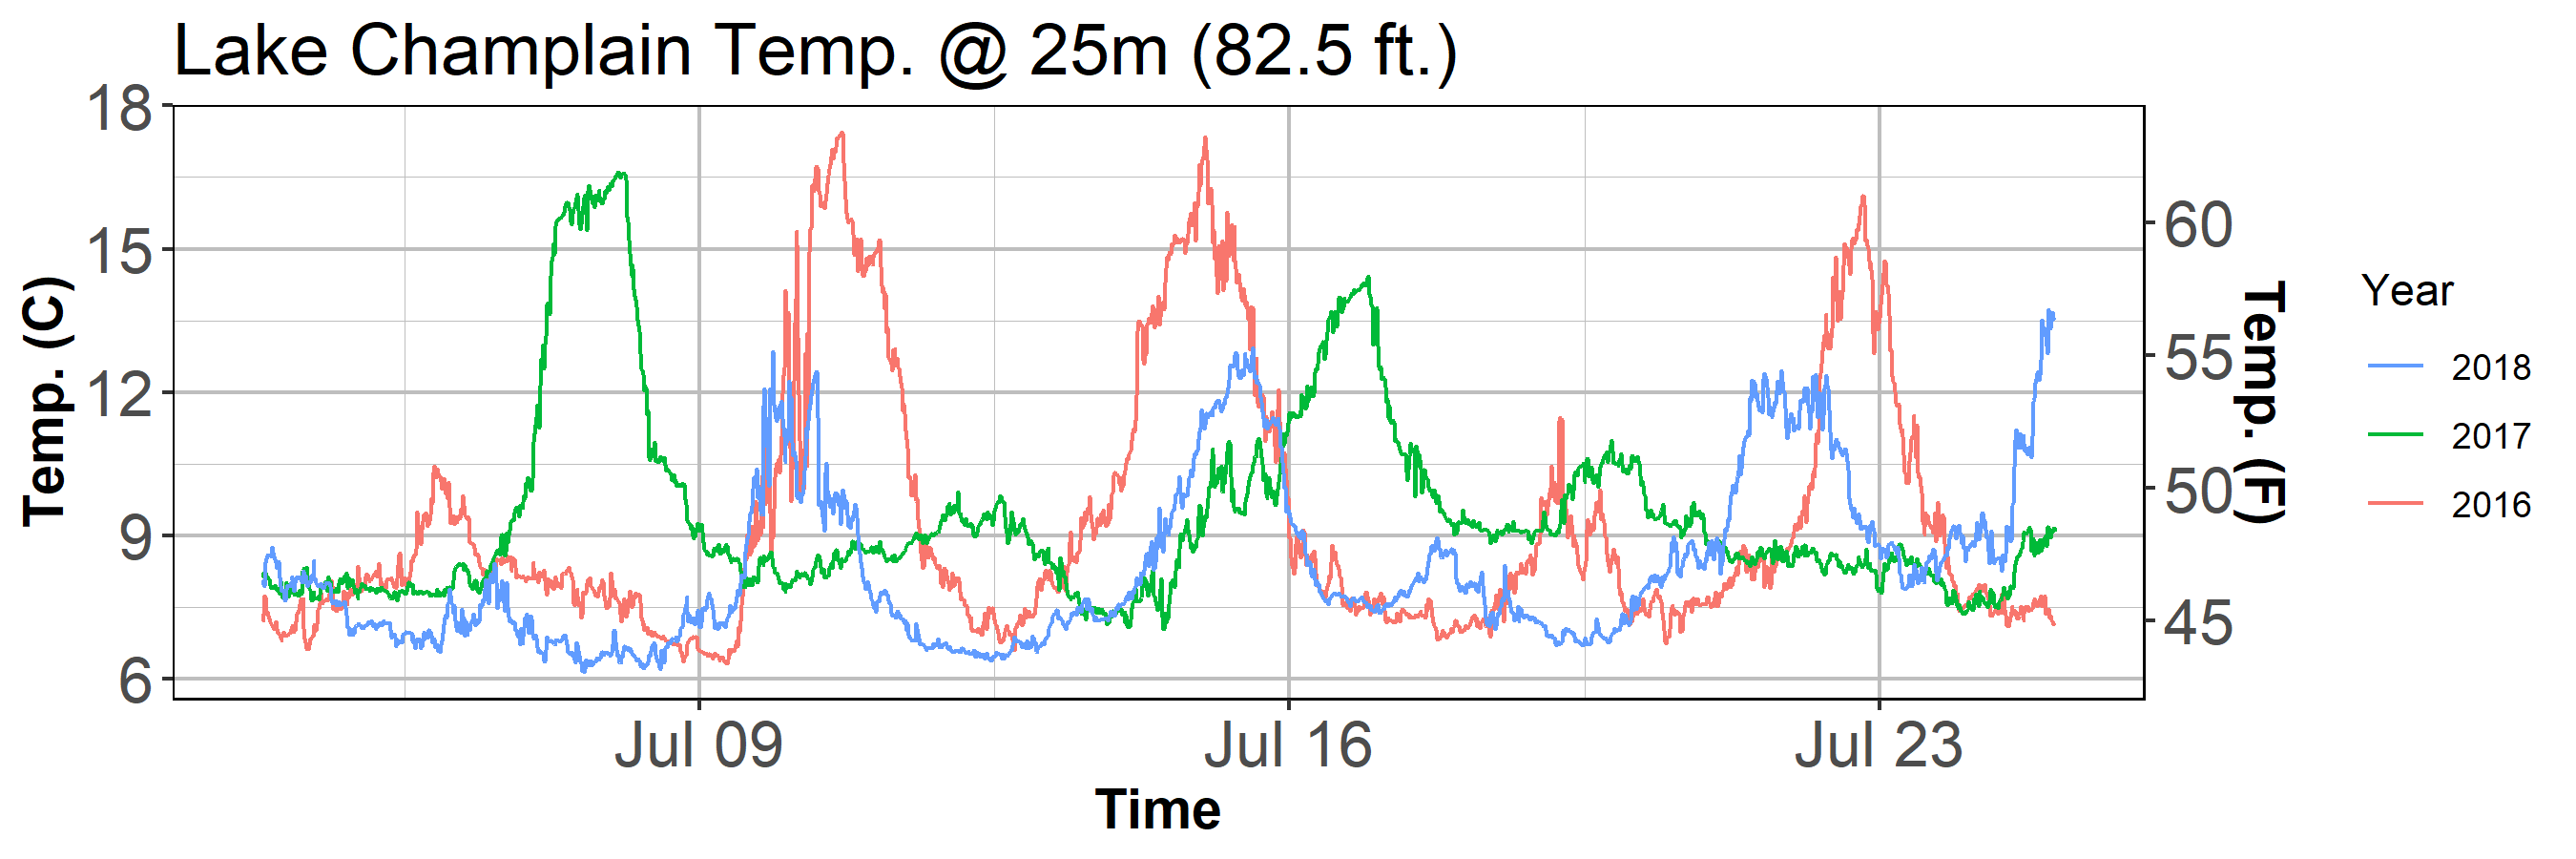 Lake Champlain Temp. @ 25m (82.5 ft.)
18
15
12
9
6
Temp. (C)
60
55
50
45
Temp. (F)
Jul 09
Jul 16
Jul 23
Time
Year
2018
2017
2016